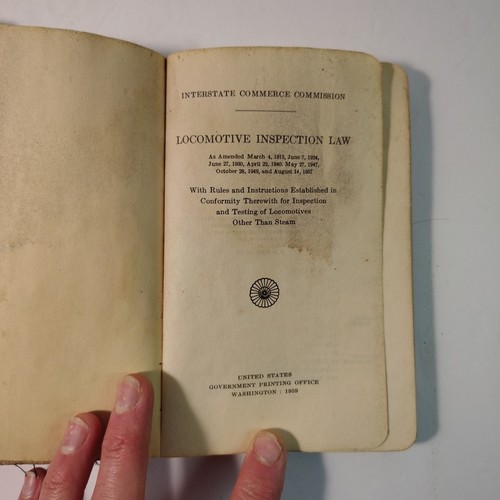 INTERSTATE COMMERCE COMMISSION
LOCOMOTIVE INSPECTION LAW
As Amended March 4, 1915, June 7, 1924,
June 27, 1930, April 22, 1940, May 27, 1947,
October 28, 1949, and August 14, 1957
With Rules and Instructions Established in
Conformity Therewith for Inspection
and Testing of Locomotives
Other Than Steam
UNITED STATES
GOVERNMENT PRINTING OFFICE
WASHINGTON : 1959